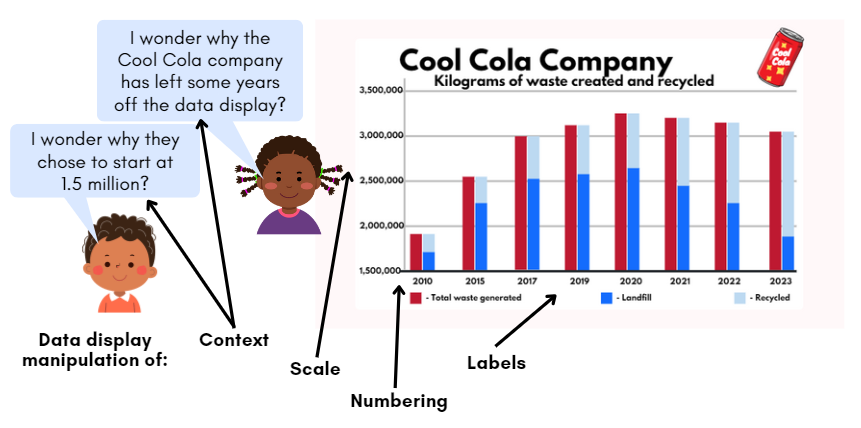 I wonder why the
Cool Cola company
has left some years
off the data display?
I wonder why they
chose to start at
1.5 million?
Cool Cola Company
Kilograms of waste created and recycled
Cool
Cola
3,500,000
3,000,000
2,500,000
2,000,000
1,500,000
2010 2015 2017 2019 2020 2021 2022 2023
- Total waste generated - Landfill - Recycled
Data display
manipulation of:
Context
Scale
Labels
Numbering